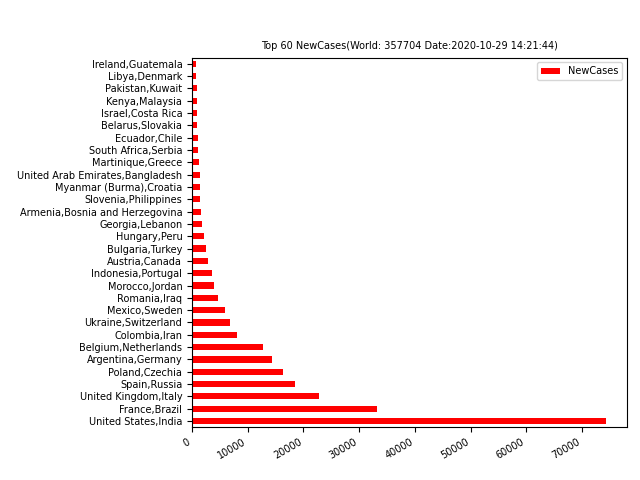 Top 60 NewCases(World: 357704 Date:2020-10-29 14:21:44)
NewCases
Ireland,Guatemala
Libya,Denmark
Pakistan,Kuwait
Kenya,Malaysia
Israel,Costa Rica
Belarus,Slovakia
Ecuador,Chile
South Africa,Serbia
Martinique,Greece
United Arab Emirates,Bangladesh
Myanmar (Burma),Croatia
Slovenia,Philippines
Armenia,Bosnia and Herzegovina
Georgia,Lebanon
Hungary,Peru
Bulgaria,Turkey
Austria,Canada
Indonesia,Portugal
Morocco,Jordan
Romania,Iraq
Mexico,Sweden
Ukraine,Switzerland
Colombia,Iran
Belgium,Netherlands
Argentina,Germany
Poland,Czechia
Spain,Russia
United Kingdom,Italy
France,Brazil
United States,India
0 10000 20000 30000 40000 50000 60000 70000